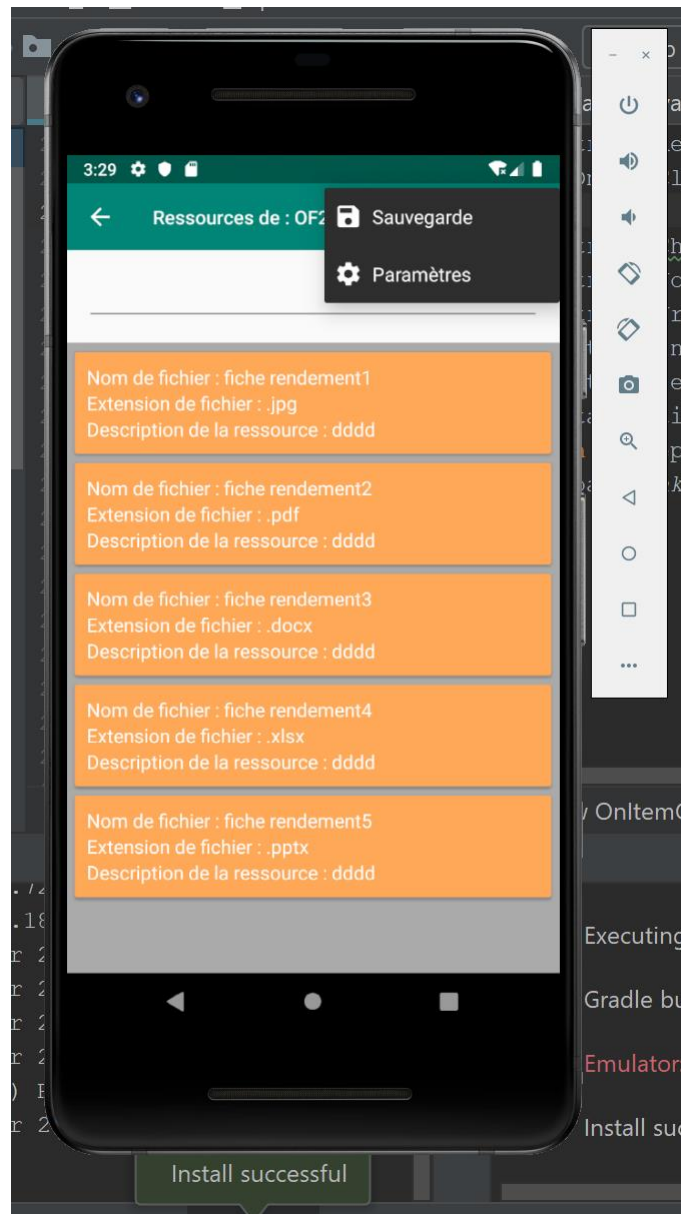 3:29
Ressources de : OF2
Sauvegarde
Paramètres
Nom de fichier : fiche rendement1
Extension de fichier : .jpg
Description de la ressource : dddd
Nom de fichier : fiche rendement2
Extension de fichier : .pdf
Description de la ressource : dddd
Nom de fichier : fiche rendement3
Extension de fichier : .docx
Description de la ressource : dddd
Nom de fichier : fiche rendement4
Extension de fichier : .xlsx
Description de la ressource : dddd
Nom de fichier : fiche rendement5
Extension de fichier : .pptx
Description de la ressource : dddd
OnItem
Executing
Gradle bu
Emulator:
Install suc
Install successful